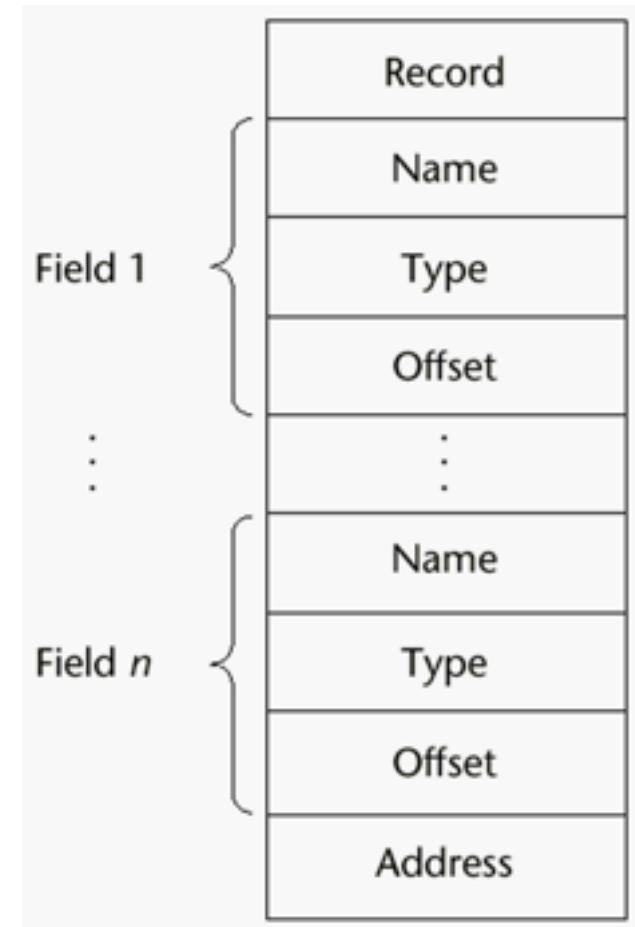 Record
Name
Field 1
Type
Offset
⋮
⋮
Name
Field n
Type
Offset
Address